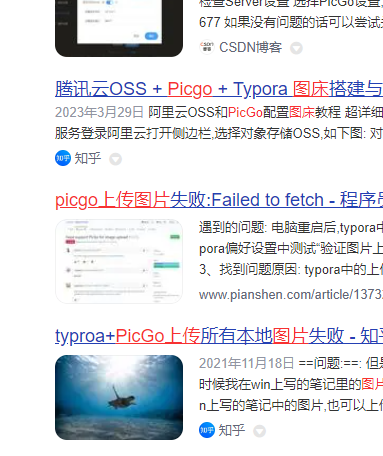 检查Server设置 选择PicGo设置,
677 如果没有问题的话可以尝试
CSDN博客
腾讯云OSS + Picgo + Typora 图床搭建与
2023年3月29日 阿里云OSS和PicGo配置图床教程 超详细
服务登录阿里云打开侧边栏,选择对象存储OSS,如下图: 对
知乎 知乎
picgo上传图片失败:Failed to fetch - 程序员
遇到的问题: 电脑重启后,typora中
pora偏好设置中测试“验证图片上
3、找到问题原因: typora中的上
www.pianshen.com/article/1373
typroa+PicGo上传所有本地图片失败 - 知乎
2021年11月18日 ==问题:==: 但是
时候我在win上写的笔记里的图片
n上写的笔记中的图片,也可以上
知乎 知乎